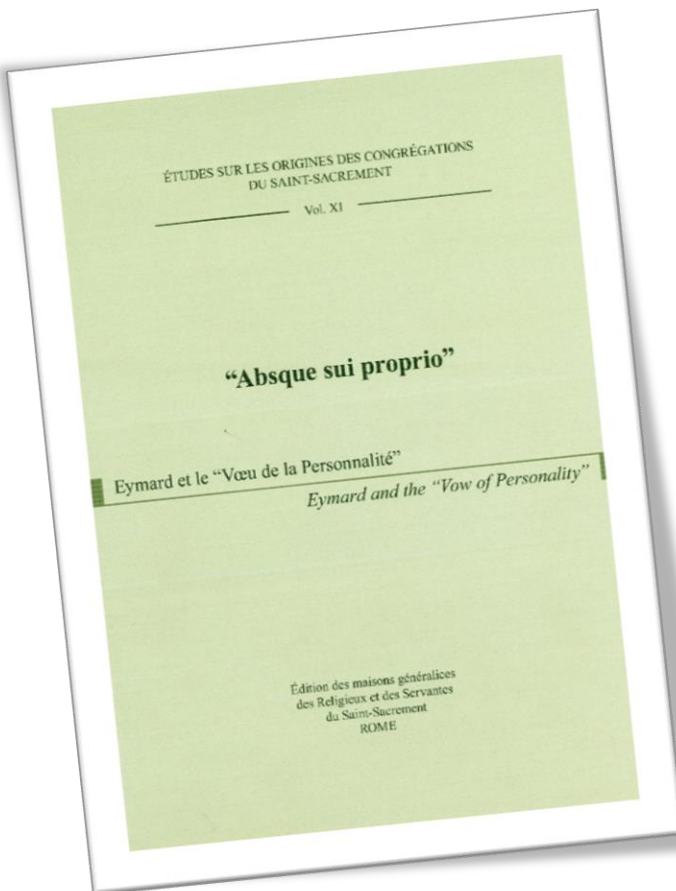 ÉTUDES SUR LES ORIGINES DES CONGRÉGATIONS
DU SAINT-SACREMENT
Vol. XI
“Absque sui proprio”
Eymard et le “Vœu de la Personnalité”
Eymard and the “Vow of Personality”
Édition des maisons généralices
des Religieux et des Servantes
du Saint-Sacrement
ROME